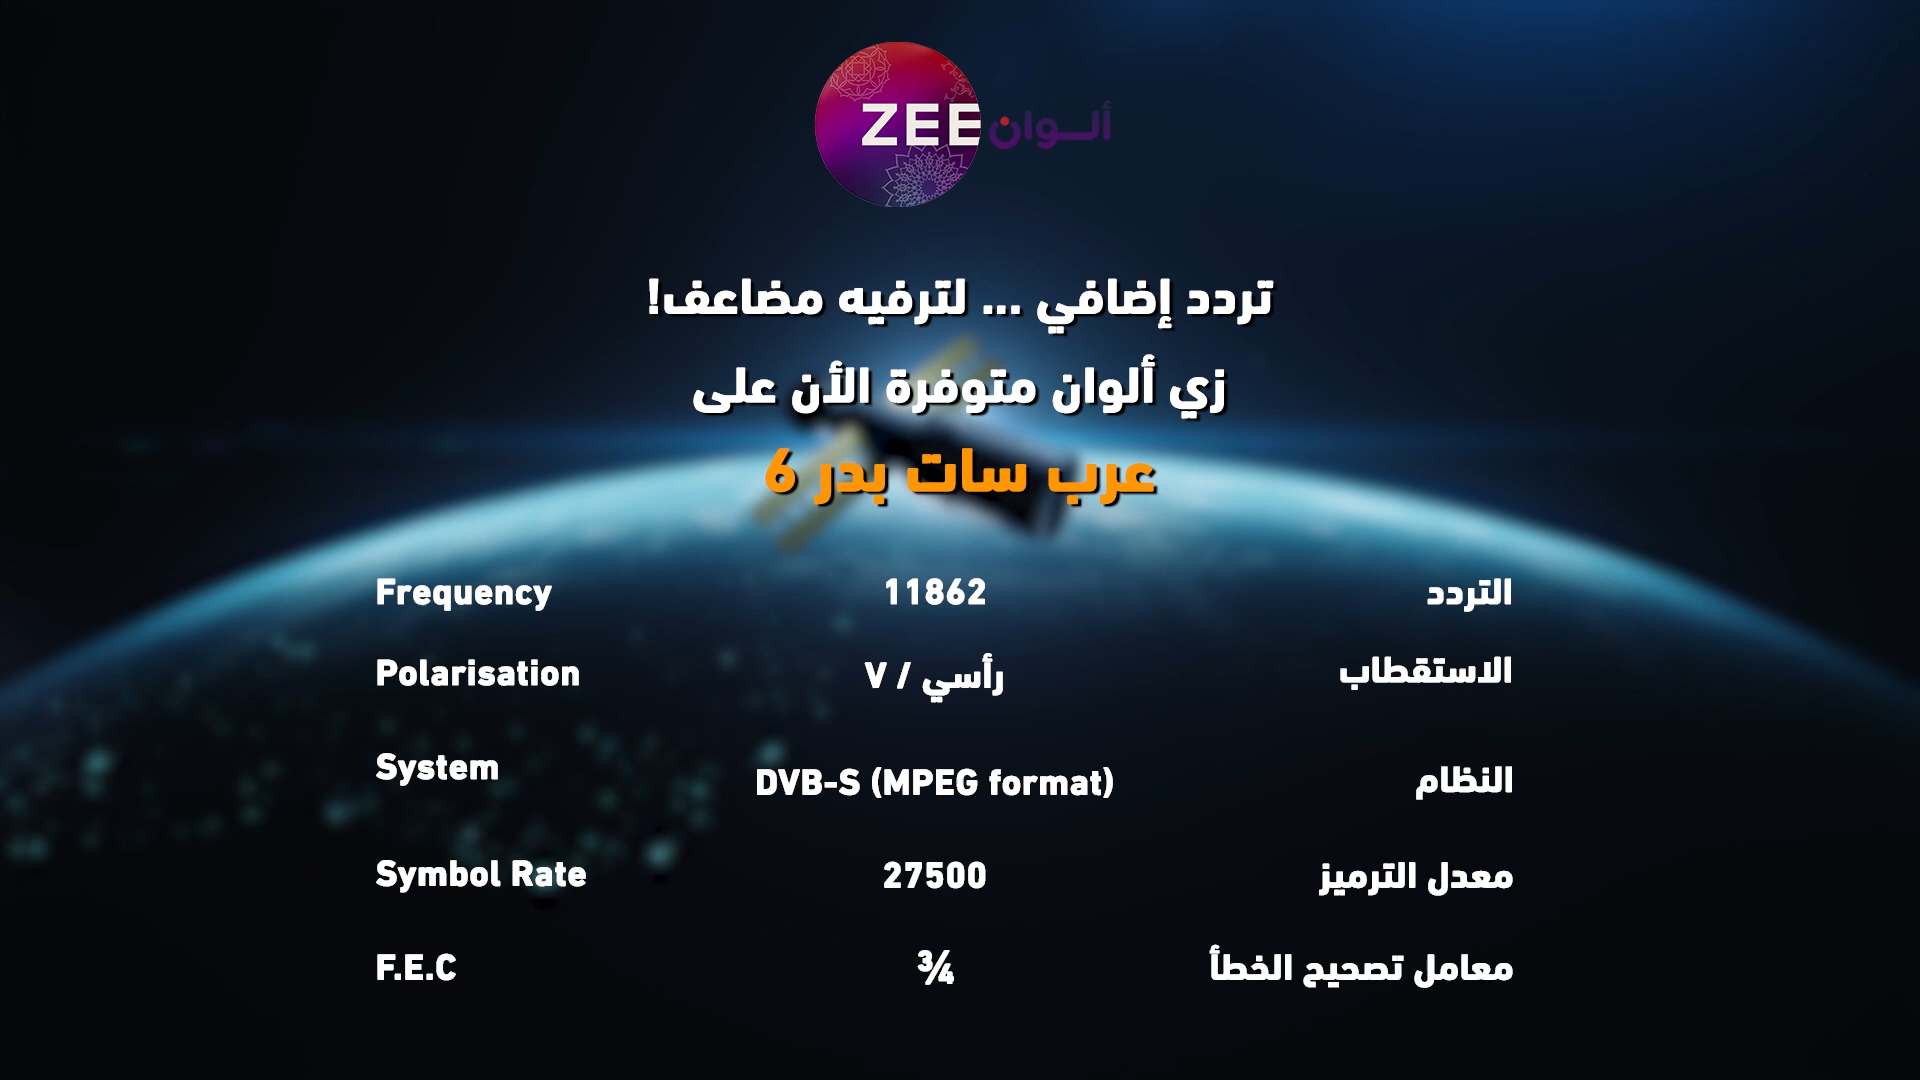 ZEE ألوان
تردد إضافي ... لترفيه مضاعف!
زي ألوان متوفرة الأن على
عرب سات بدر 6
Frequency 11862 التردد
Polarisation رأسي / V الاستقطاب
System DVB-S (MPEG format) النظام
Symbol Rate 27500 معدل الترميز
F.E.C ¾ معامل تصحيح الخطأ